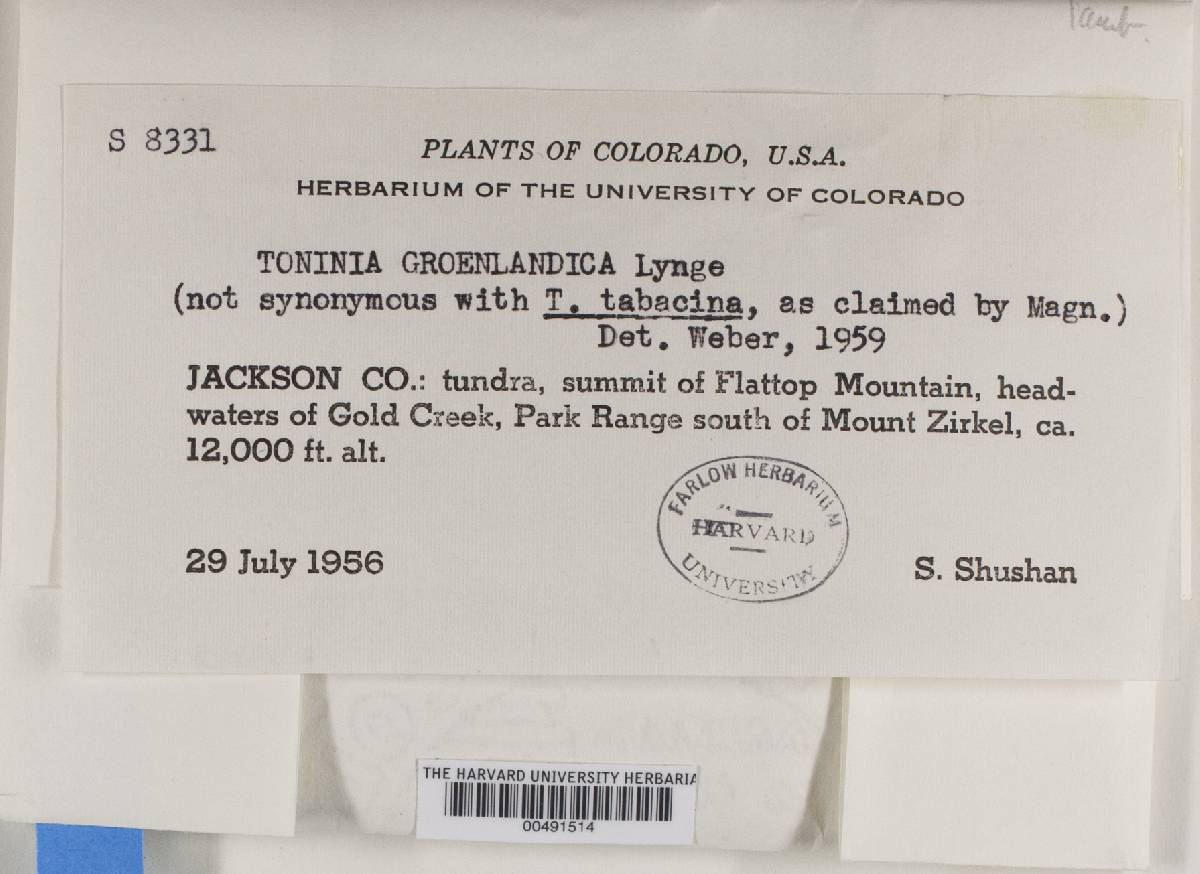 S 8331
PLANTS OF COLORADO, U.S.A.
HERBARIUM OF THE UNIVERSITY OF COLORADO
TONINIA GROENLANDICA Lynge
(not synonymous with T. tabacina, as claimed by Magn.)
Det. Weber, 1959
JACKSON CO.: tundra, summit of Flattop Mountain, head-
waters of Gold Creek, Park Range south of Mount Zirkel, ca.
12,000 ft. alt.
FARLOW HERBARIUM
HARVARD
UNIVERSITY
29 July 1956
S. Shushan
THE HARVARD UNIVERSITY HERBARIA
00491514